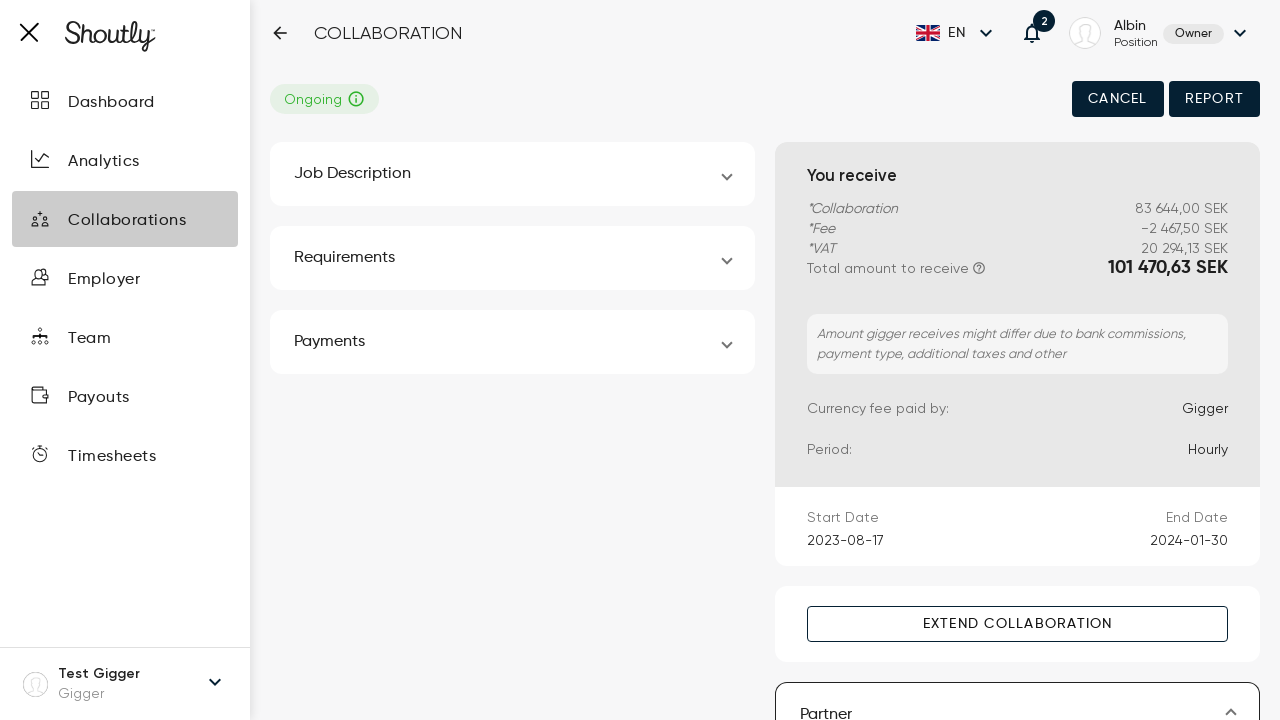 Shoutly
Dashboard
Analytics
Collaborations
Employer
Team
Payouts
Timesheets
Test Gigger
Gigger
COLLABORATION
EN
2
Albin
Position
Owner
Ongoing
CANCEL
REPORT
Job Description
Requirements
Payments
You receive
*Collaboration 83 644,00 SEK
*Fee −2 467,50 SEK
*VAT 20 294,13 SEK
Total amount to receive 101 470,63 SEK
Amount gigger receives might differ due to bank commissions,
payment type, additional taxes and other
Currency fee paid by: Gigger
Period: Hourly
Start Date End Date
2023-08-17 2024-01-30
EXTEND COLLABORATION
Partner